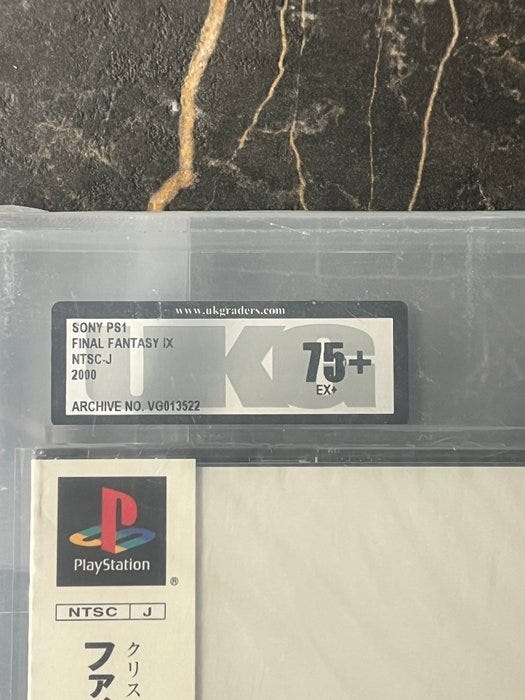 www.ukgraders.com
UKG
SONY PS1
FINAL FANTASY IX
NTSC-J
2000
ARCHIVE NO. VG013522
75+
EX+
PlayStation
®
NTSC J
クリス
ファ